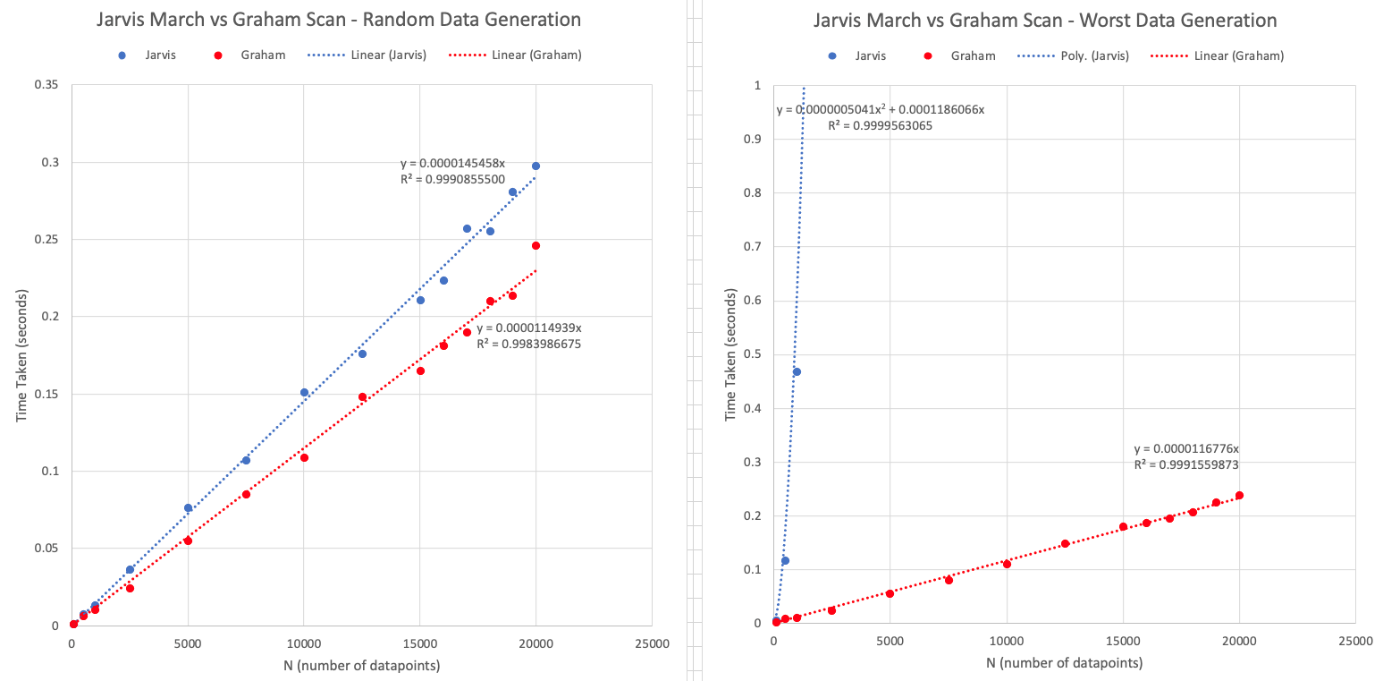 Jarvis March vs Graham Scan - Random Data Generation
Jarvis Graham Linear (Jarvis) Linear (Graham)
0.35
0.3
0.25
0.2
0.15
0.1
0.05
0
Time Taken (seconds)
y = 0.0000145458x
R² = 0.9990855500
y = 0.0000114939x
R² = 0.9983986675
0 5000 10000 15000 20000 25000
N (number of datapoints)
Jarvis March vs Graham Scan - Worst Data Generation
Jarvis Graham Poly. (Jarvis) Linear (Graham)
1
0.9
0.8
0.7
0.6
0.5
0.4
0.3
0.2
0.1
0
Time Taken (seconds)
y = 0.0000005041x² + 0.0001186066x
R² = 0.9999563065
y = 0.0000116776x
R² = 0.9991559873
0 5000 10000 15000 20000 25000
N (number of datapoints)